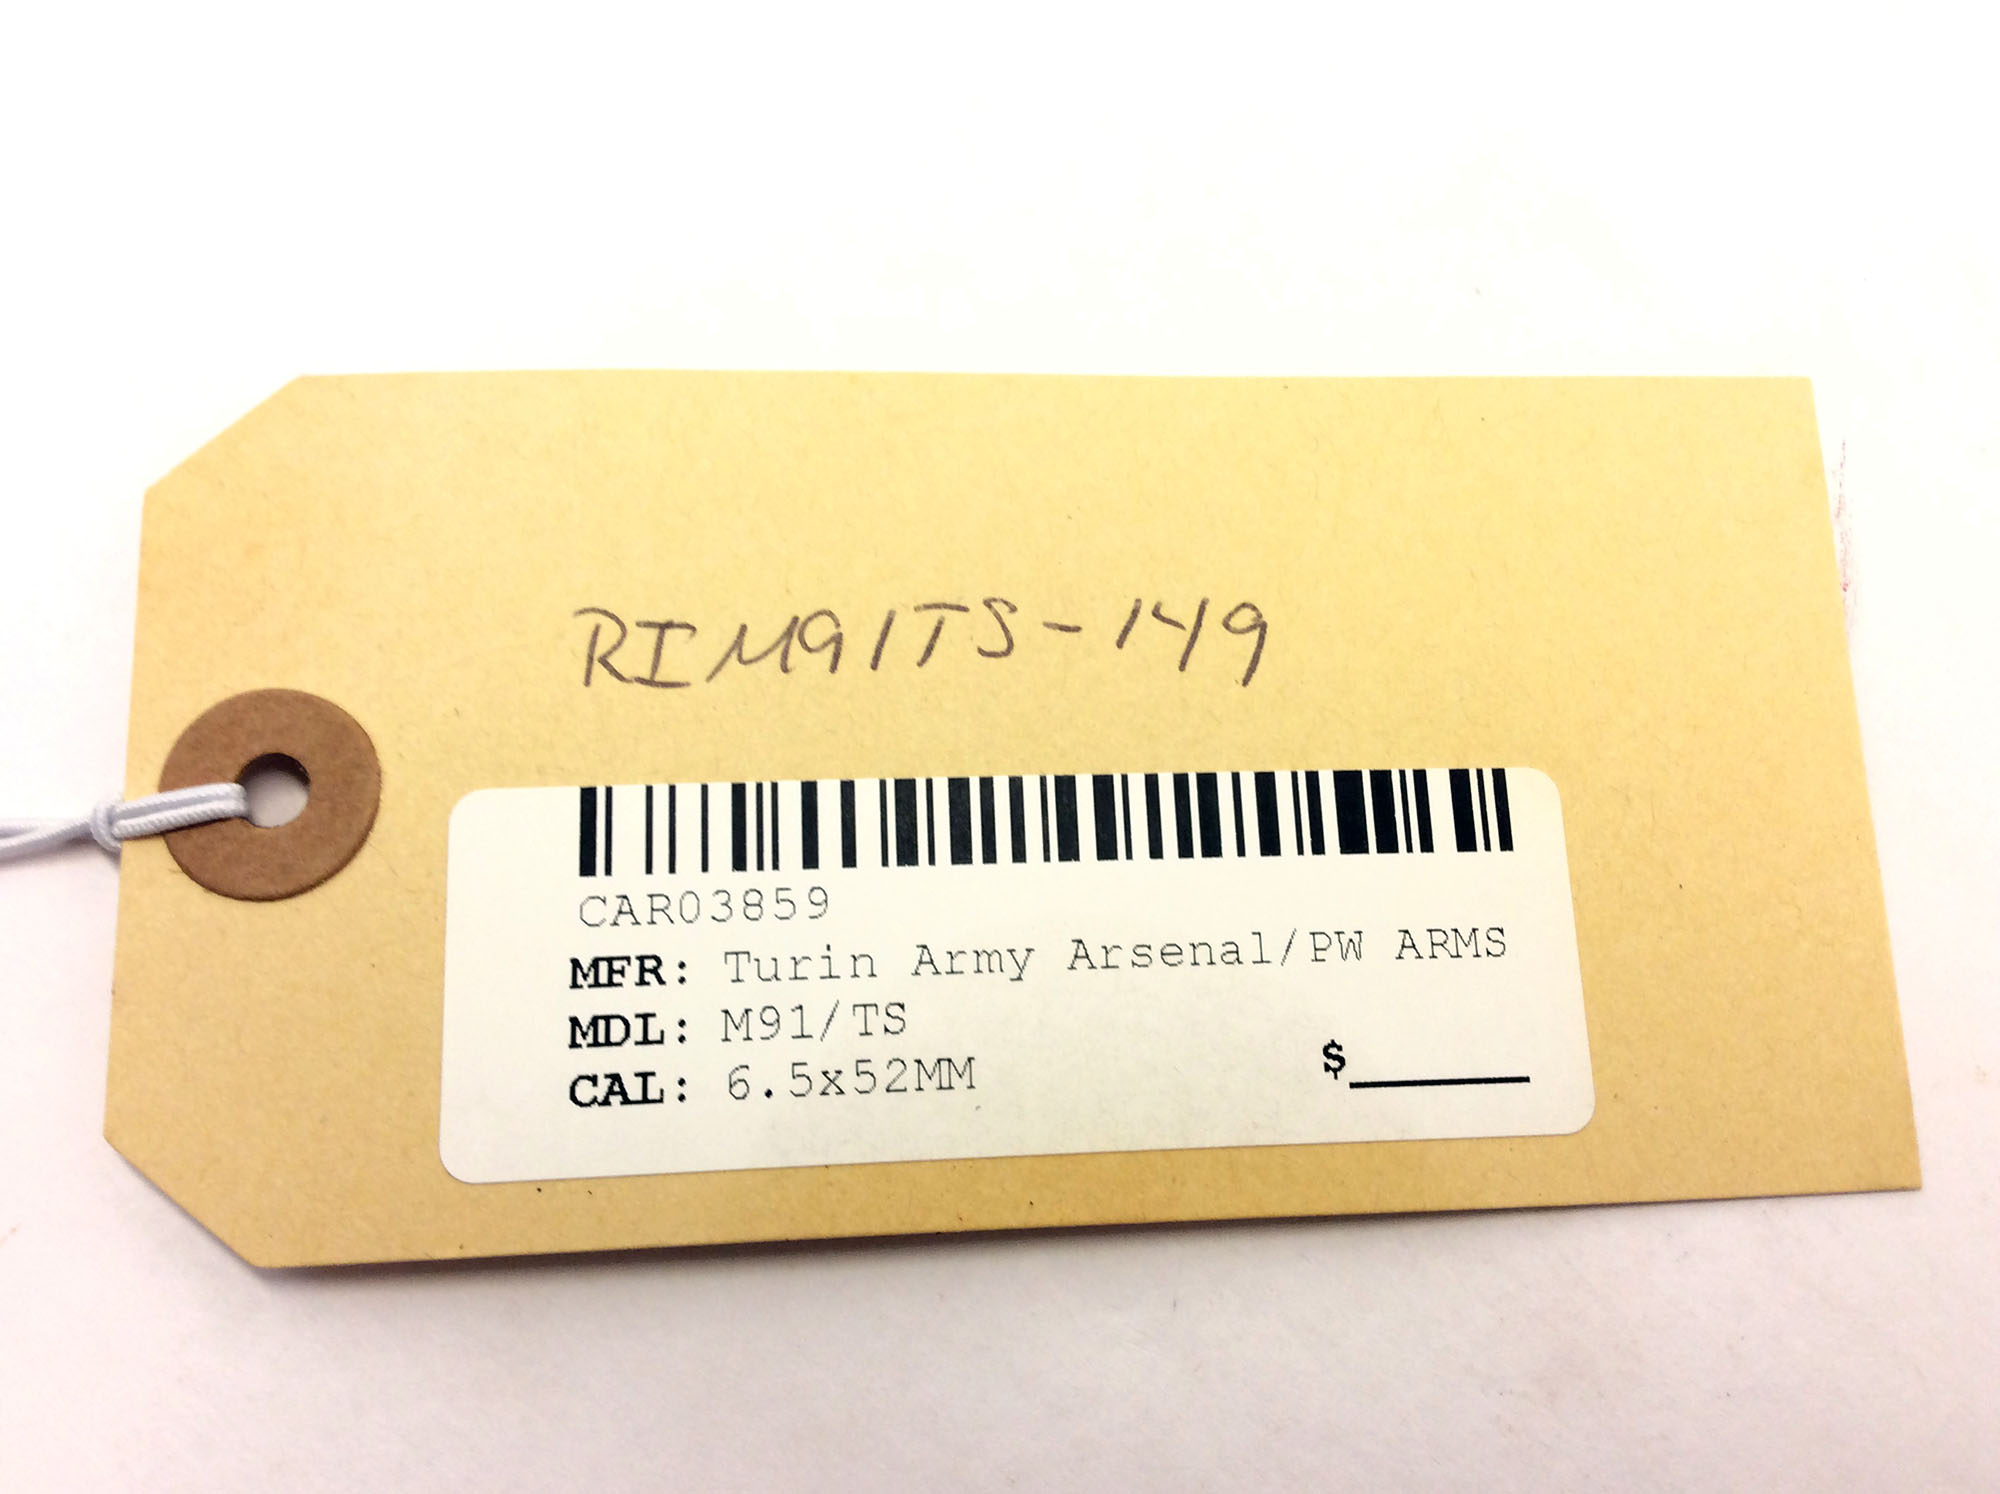 RIM91TS-149
CAR03859
MFR: Turin Army Arsenal/PW ARMS
MDL: M91/TS
CAL: 6.5x52MM
$